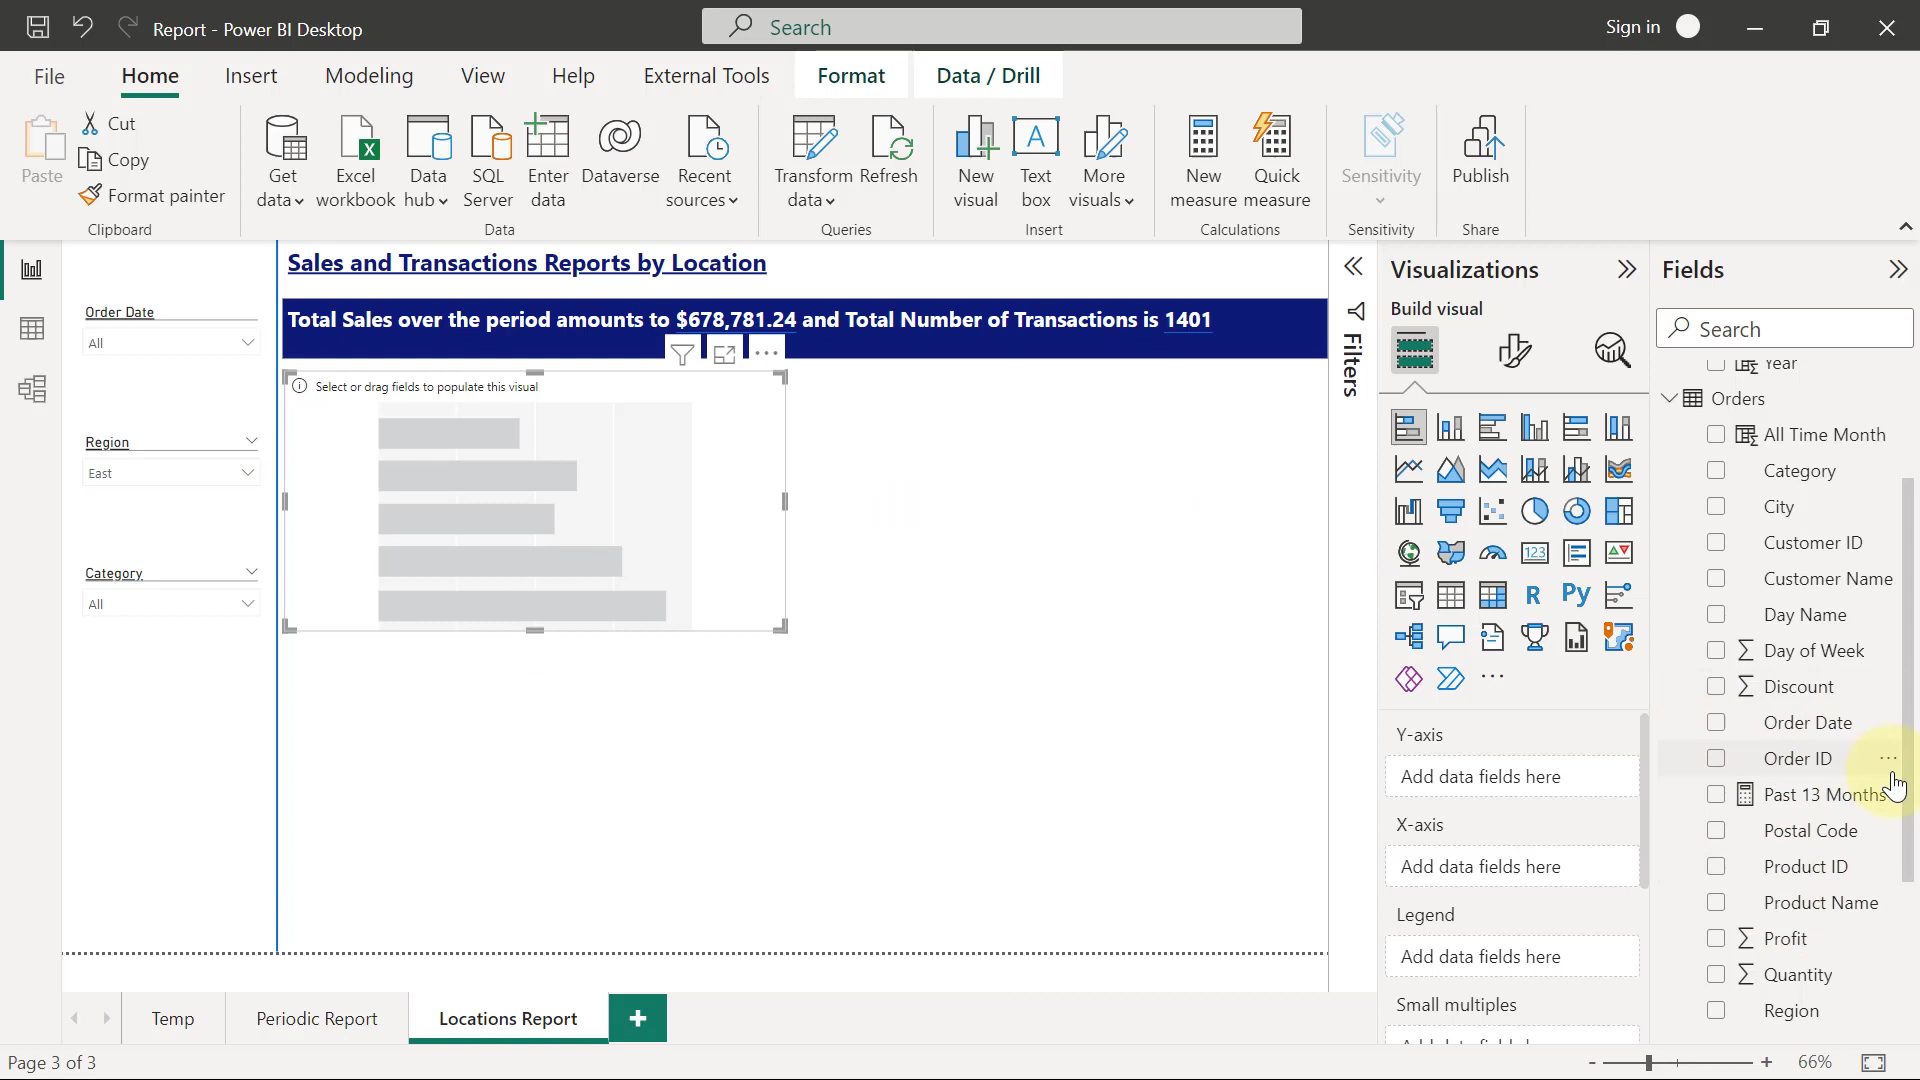 Report - Power BI Desktop
Search
Sign in
File
Home
Insert
Modeling
View
Help
External Tools
Format
Data / Drill
Paste
Cut
Copy
Format painter
Clipboard
Get data
Excel workbook
Data hub
SQL Server
Enter data
Dataverse
Recent sources
Data
Transform data
Refresh
Queries
New visual
Text box
More visuals
Insert
New measure
Quick measure
Calculations
Sensitivity
Sensitivity
Publish
Share
Order Date
All
Region
East
Category
All
Sales and Transactions Reports by Location
Total Sales over the period amounts to $678,781.24 and Total Number of Transactions is 1401
Select or drag fields to populate this visual
Filters
Visualizations
Build visual
123
R
Py
Y-axis
Add data fields here
X-axis
Add data fields here
Legend
Add data fields here
Small multiples
Fields
Search
Year
Orders
All Time Month
Category
City
Customer ID
Customer Name
Day Name
Day of Week
Discount
Order Date
Order ID
Past 13 Months
Postal Code
Product ID
Product Name
Profit
Quantity
Region
Temp
Periodic Report
Locations Report
Page 3 of 3
66%